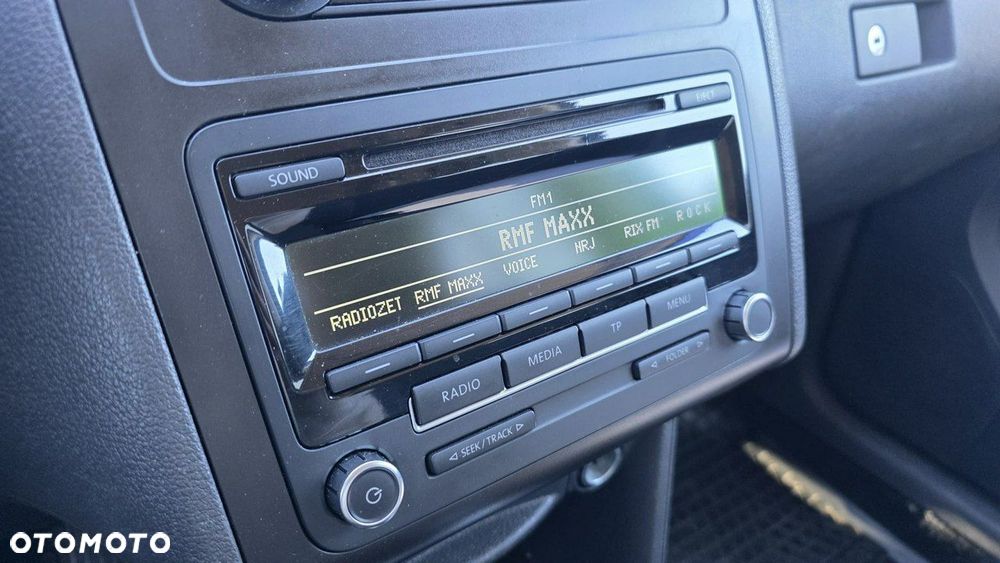 EJECT
SOUND
FM1
RMF MAXX
RADIOZET RMF MAXX VOICE NRJ RIX FM ROCK
RADIO MEDIA TP MENU
SEEK/TRACK
FOLDER
OTOMOTO